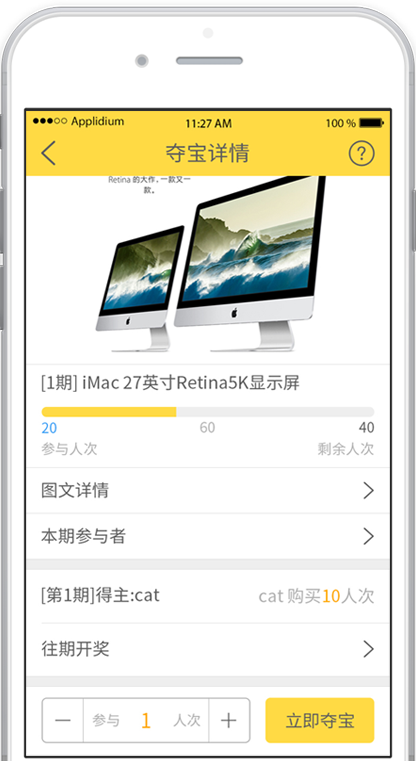 Applidium 11:27 AM 100 %
夺宝详情 ?
Retina 的大作，一款又一
款。
[1期] iMac 27英寸Retina5K显示屏
20 60 40
参与人次 剩余人次
图文详情
本期参与者
[第1期]得主:cat cat 购买10人次
往期开奖
— 参与 1 人次 + 立即夺宝